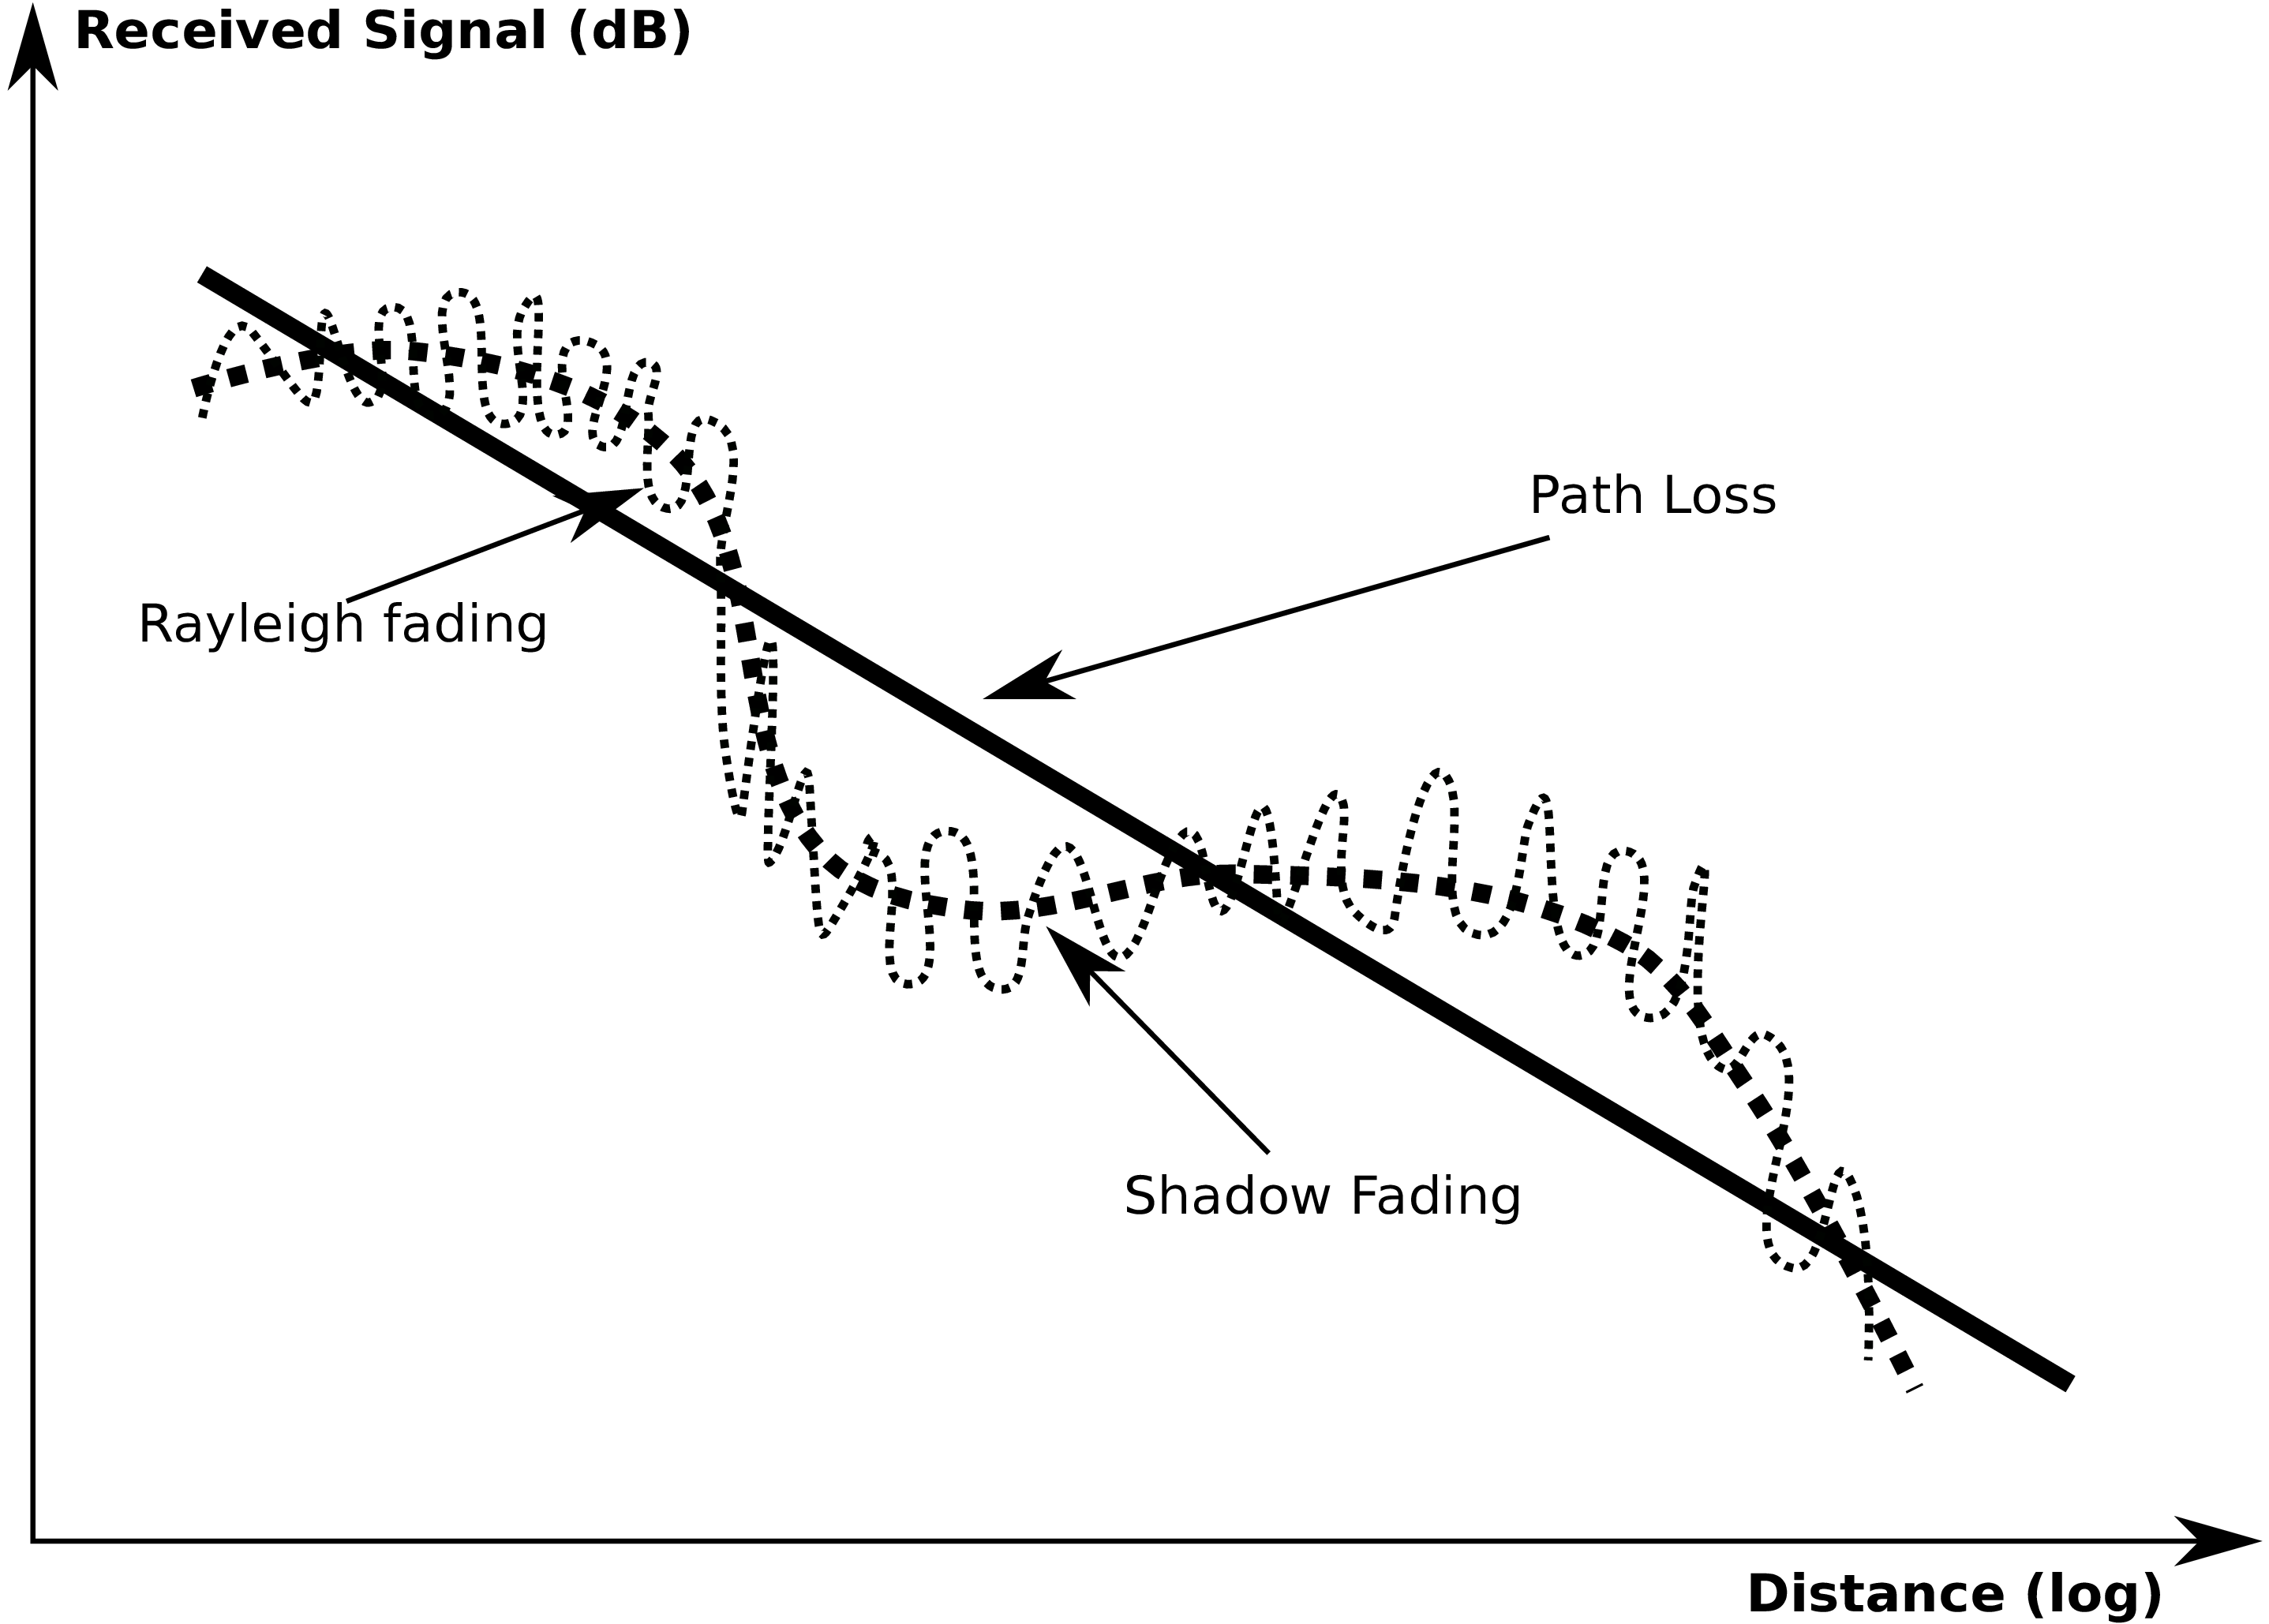 Received Signal (dB)
Path Loss
Rayleigh fading
Shadow Fading
Distance (log)